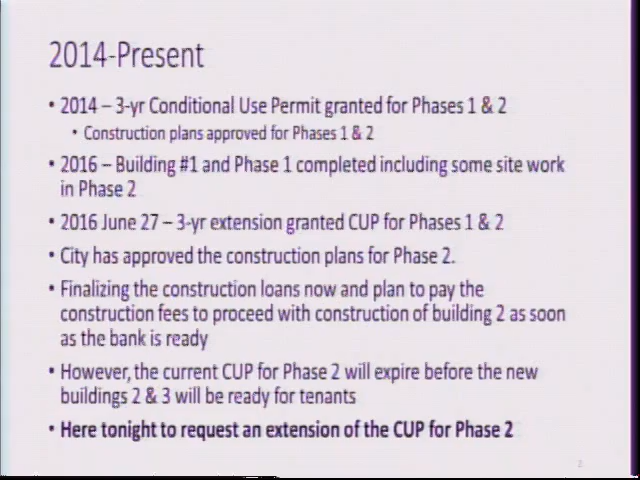 2014-Present
• 2014 – 3-yr Conditional Use Permit granted for Phases 1 & 2
• Construction plans approved for Phases 1 & 2
• 2016 – Building #1 and Phase 1 completed including some site work
in Phase 2
• 2016 June 27 – 3-yr extension granted CUP for Phases 1 & 2
• City has approved the construction plans for Phase 2.
• Finalizing the construction loans now and plan to pay the
construction fees to proceed with construction of building 2 as soon
as the bank is ready
• However, the current CUP for Phase 2 will expire before the new
buildings 2 & 3 will be ready for tenants
• Here tonight to request an extension of the CUP for Phase 2
2